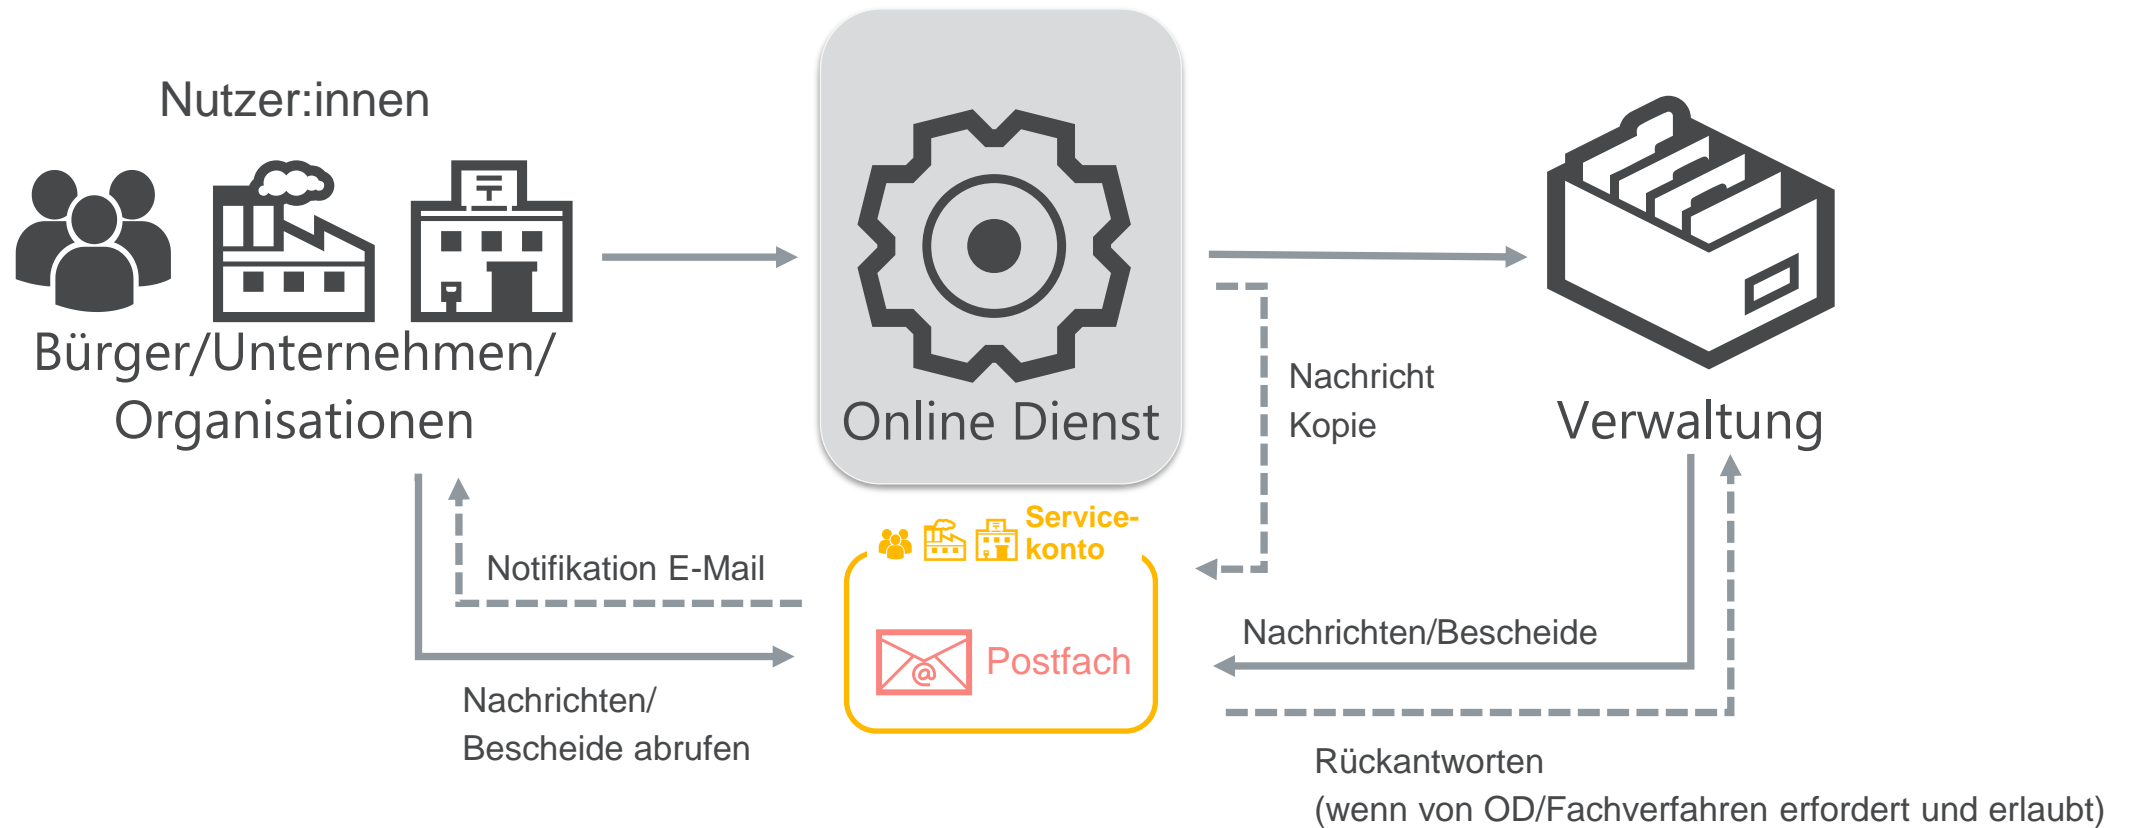 Nutzer:innen
Bürger/Unternehmen/
Organisationen
Online Dienst
Verwaltung
Nachricht
Kopie
Service-
konto
Notifikation E-Mail
Postfach
@
Nachrichten/Bescheide
Nachrichten/
Bescheide abrufen
Rückantworten
(wenn von OD/Fachverfahren erfordert und erlaubt)